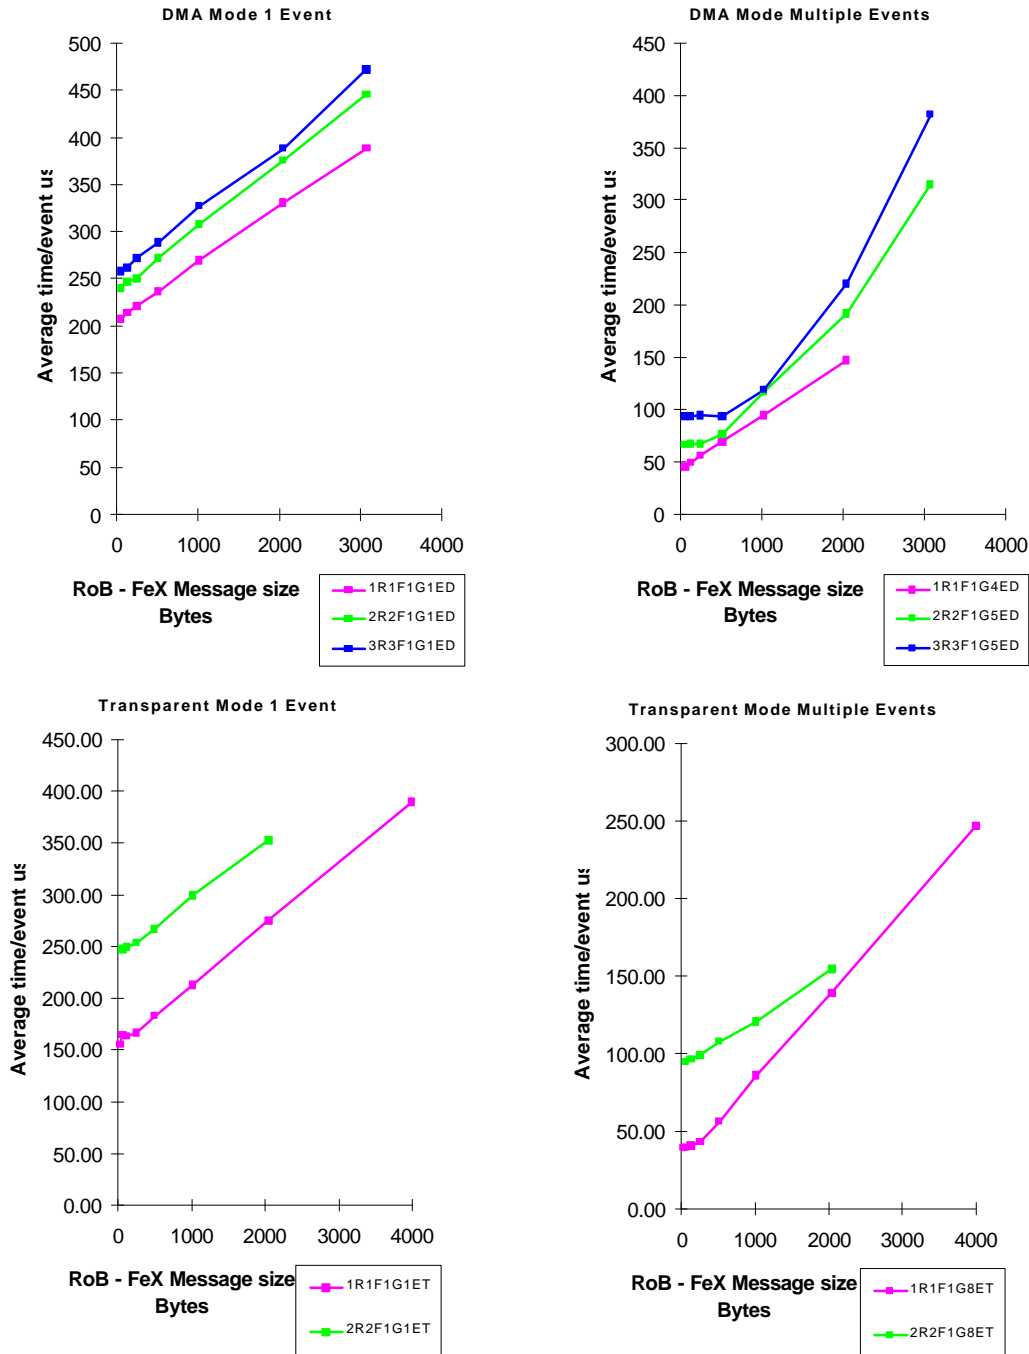 DMA Mode 1 Event
500
450
400
350
300
250
200
150
100
50
0
Average time/event us
0 1000 2000 3000 4000
RoB - FeX Message size
Bytes
1R1F1G1ED
2R2F1G1ED
3R3F1G1ED
DMA Mode Multiple Events
450
400
350
300
250
200
150
100
50
0
Average time/event us
0 1000 2000 3000 4000
RoB - FeX Message size
Bytes
1R1F1G4ED
2R2F1G5ED
3R3F1G5ED
Transparent Mode 1 Event
450.00
400.00
350.00
300.00
250.00
200.00
150.00
100.00
50.00
0.00
Average time/event us
0 1000 2000 3000 4000
RoB - FeX Message size
Bytes
1R1F1G1ET
2R2F1G1ET
Transparent Mode Multiple Events
300.00
250.00
200.00
150.00
100.00
50.00
0.00
Average time/event us
0 1000 2000 3000 4000
RoB - FeX Message size
Bytes
1R1F1G8ET
2R2F1G8ET